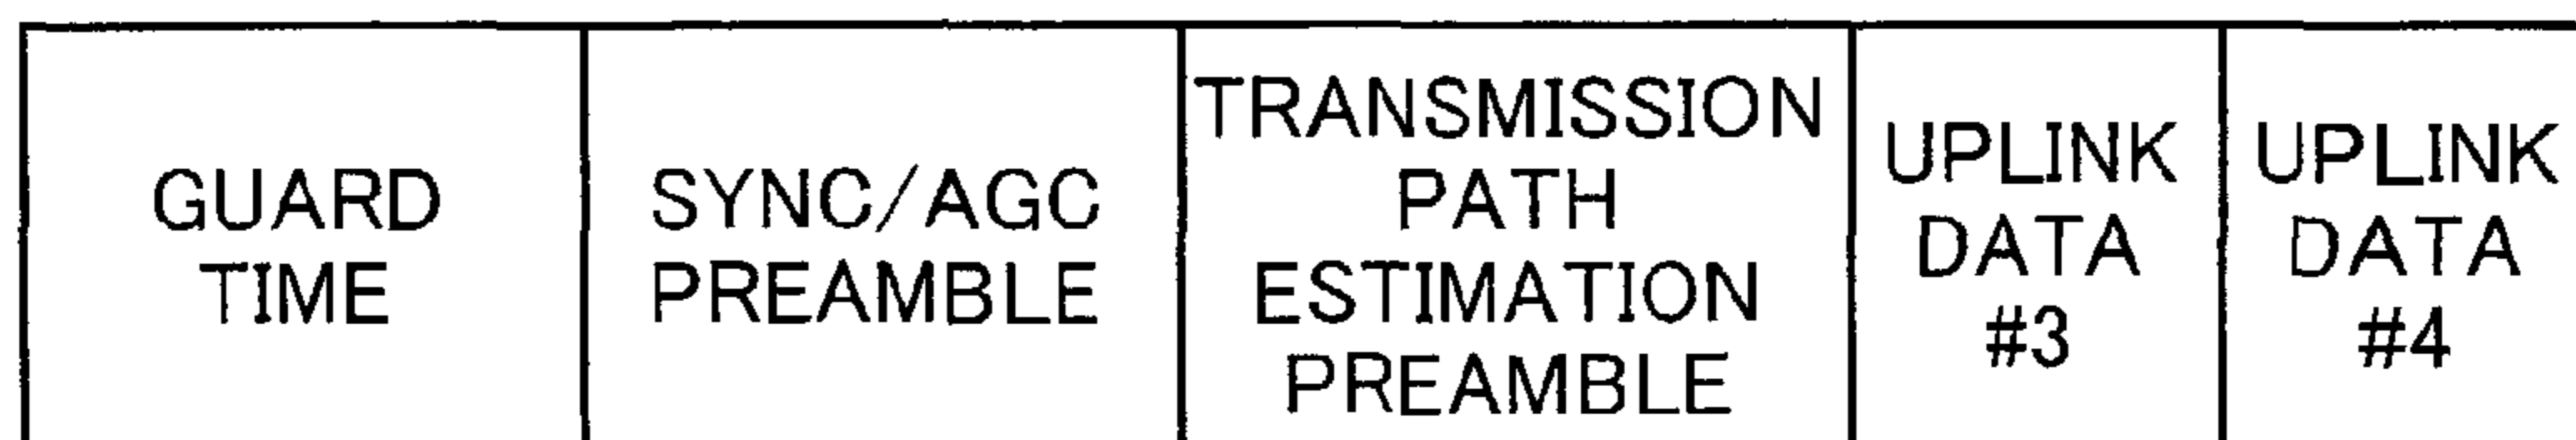 GUARD
TIME
SYNC/AGC
PREAMBLE
TRANSMISSION
PATH
ESTIMATION
PREAMBLE
UPLINK
DATA
#3
UPLINK
DATA
#4